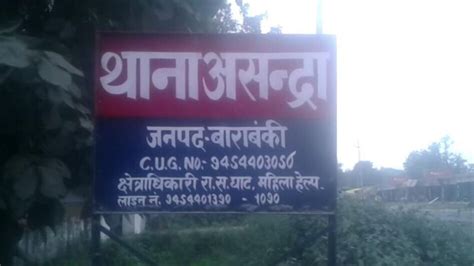 थाना असन्द्रा
जनपद-बाराबंकी
C.U.G. NO:- 9454403050
क्षेत्राधिकारी रा.स.घाट, महिला हेल्प
लाइन नं. 9454401390 - 1090